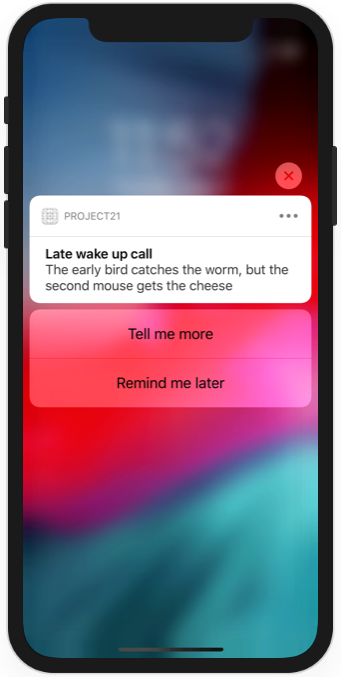 PROJECT21
Late wake up call
The early bird catches the worm, but the
second mouse gets the cheese
Tell me more
Remind me later